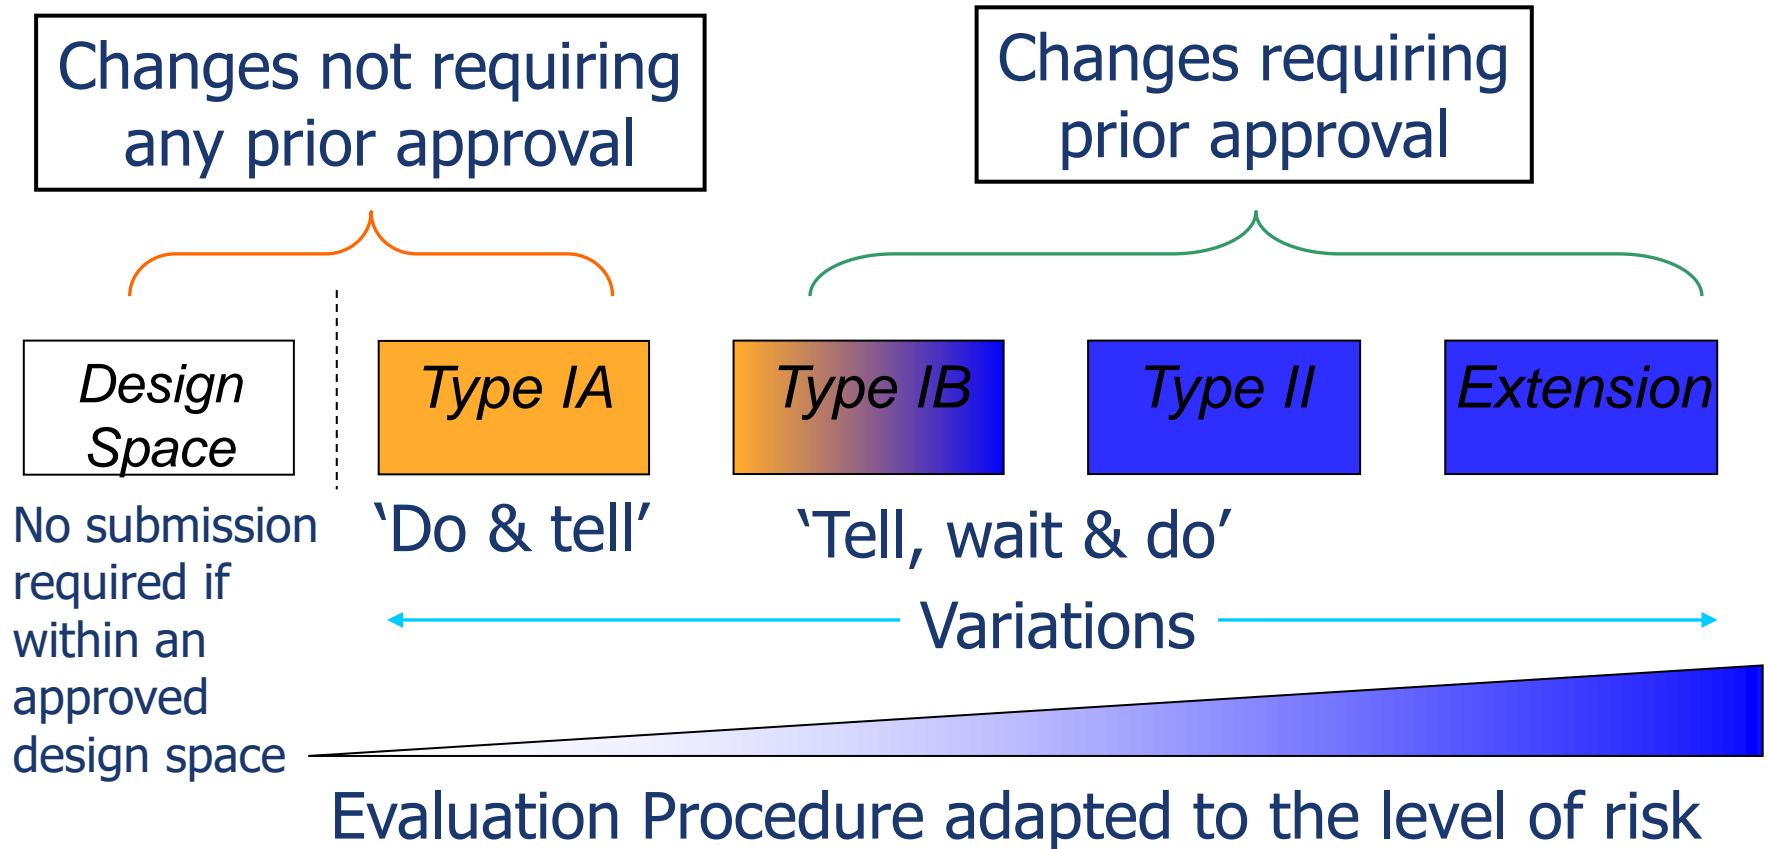 Changes not requiring
any prior approval
Changes requiring
prior approval
Design
Space
Type IA
Type IB
Type II
Extension
No submission
required if
within an
approved
design space
‘Do & tell’
‘Tell, wait & do’
Variations
Evaluation Procedure adapted to the level of risk